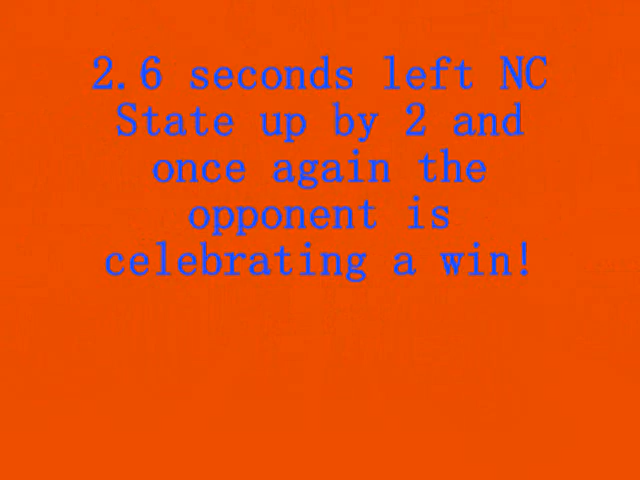 2.6 seconds left NC
State up by 2 and
once again the
opponent is
celebrating a win!